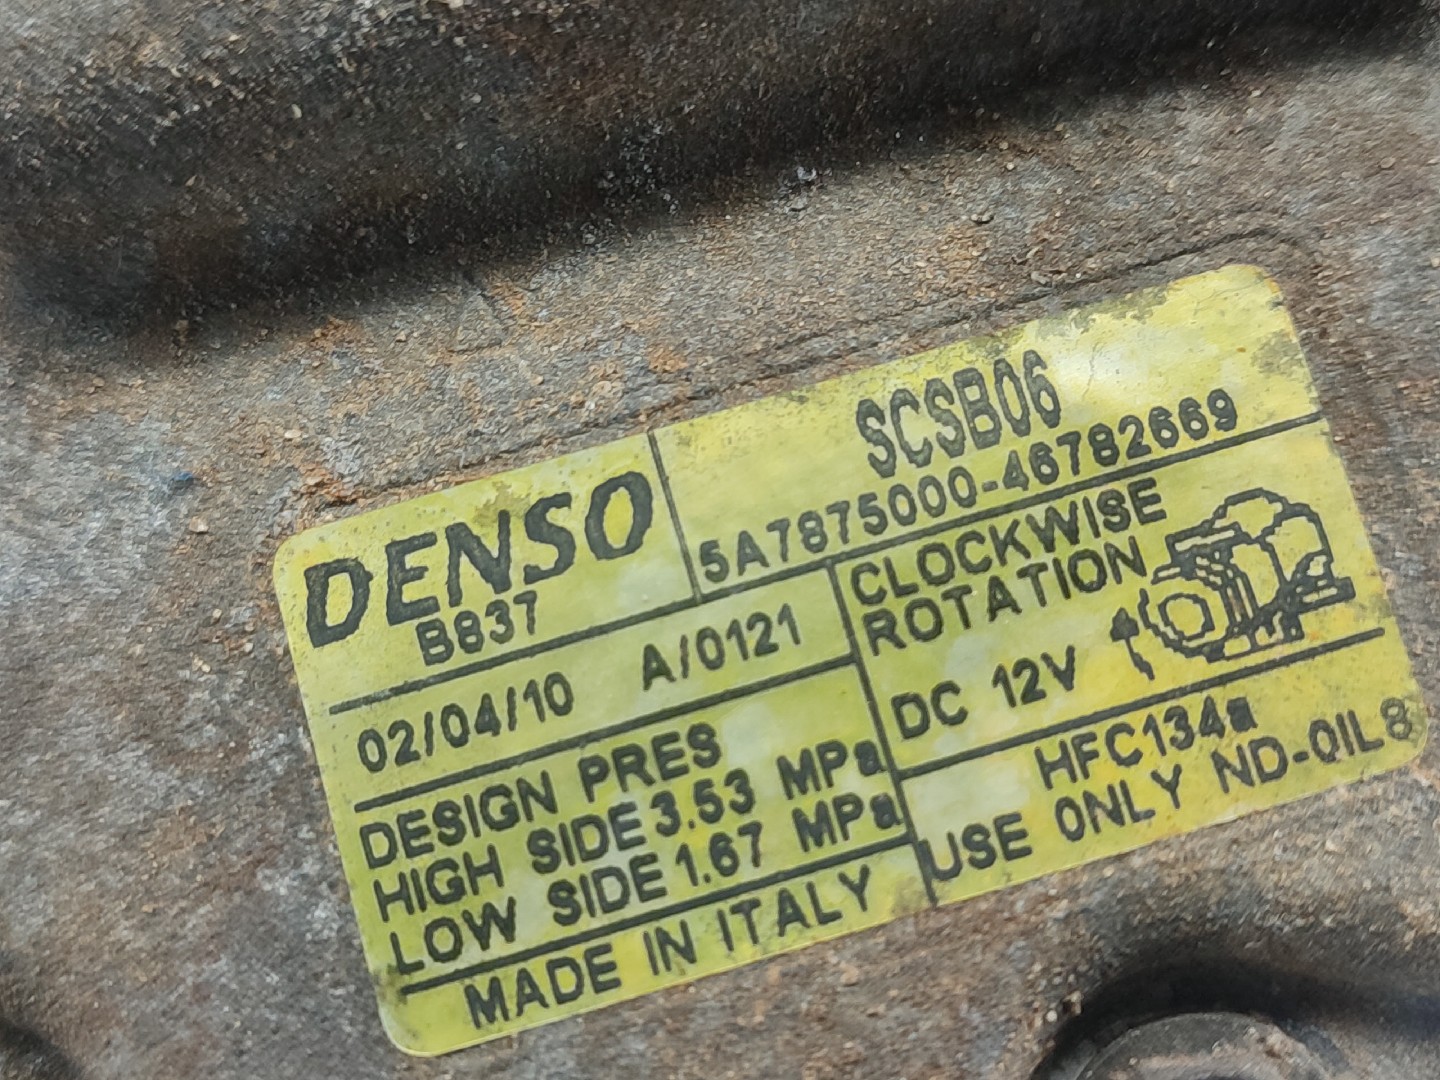 DENSO
B837
SCSB06
5A7875000-46782669
02/04/10 A/0121
CLOCKWISE
ROTATION
DC 12V
DESIGN PRES
HIGH SIDE 3.53 MPa
LOW SIDE 1.67 MPa
HFC134a
USE ONLY ND-OIL8
MADE IN ITALY